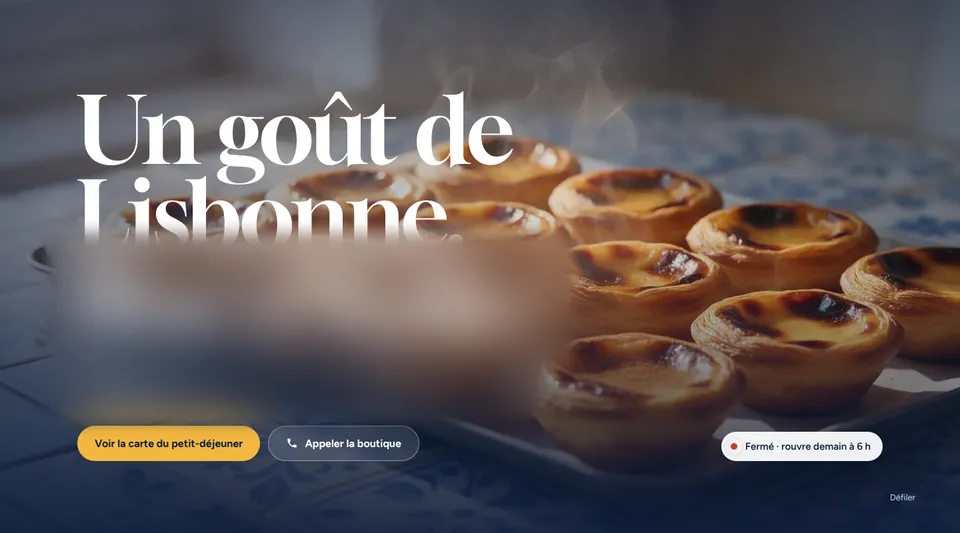 Un goût de
Lisbonne.
Voir la carte du petit-déjeuner
Appeler la boutique
Fermé · rouvre demain à 6 h
Défiler